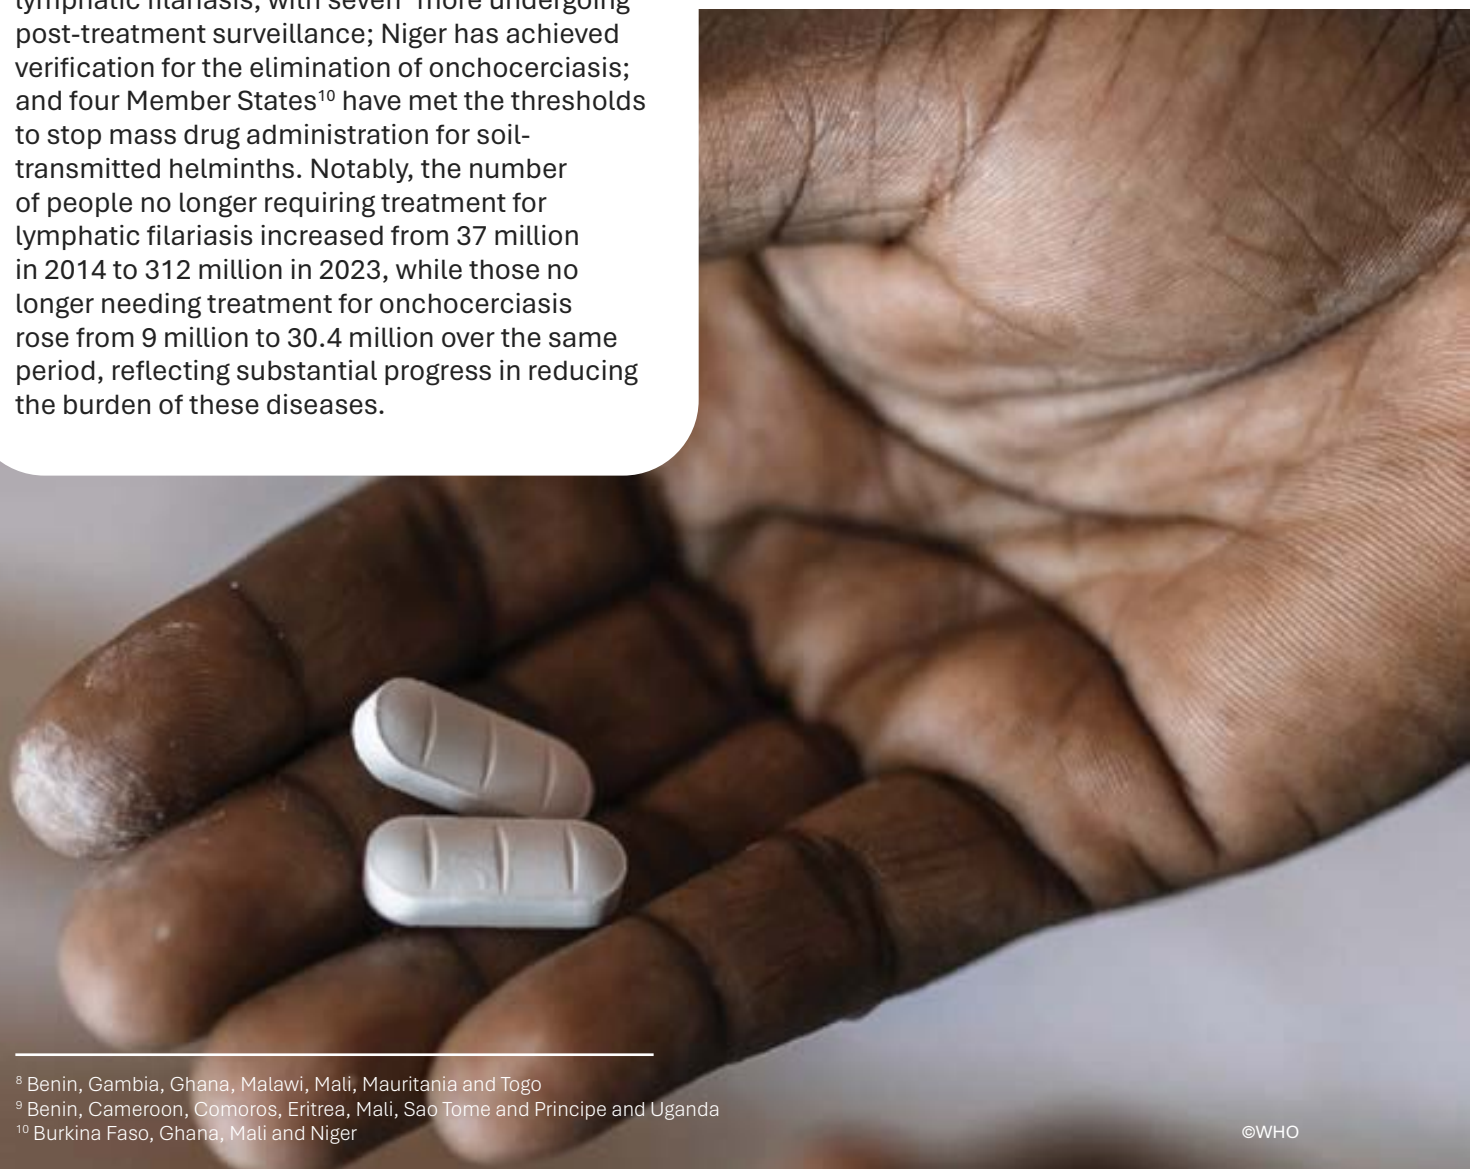 lymphatic filariasis, with seven⁹ more undergoing
post-treatment surveillance; Niger has achieved
verification for the elimination of onchocerciasis;
and four Member States¹⁰ have met the thresholds
to stop mass drug administration for soil-
transmitted helminths. Notably, the number
of people no longer requiring treatment for
lymphatic filariasis increased from 37 million
in 2014 to 312 million in 2023, while those no
longer needing treatment for onchocerciasis
rose from 9 million to 30.4 million over the same
period, reflecting substantial progress in reducing
the burden of these diseases.
⁸ Benin, Gambia, Ghana, Malawi, Mali, Mauritania and Togo
⁹ Benin, Cameroon, Comoros, Eritrea, Mali, Sao Tome and Principe and Uganda
¹⁰ Burkina Faso, Ghana, Mali and Niger
©WHO